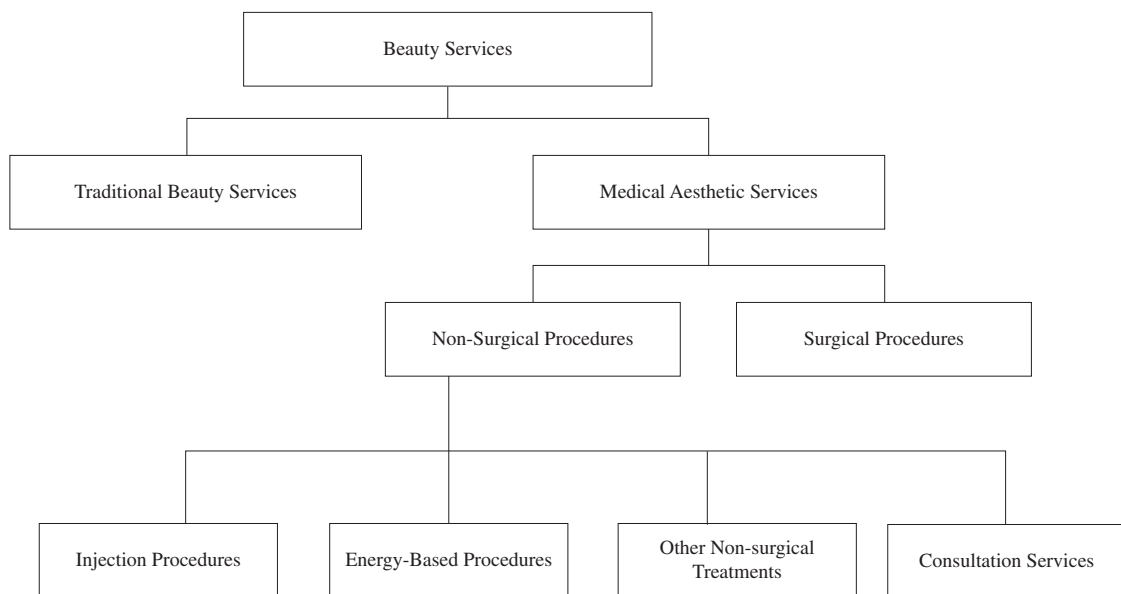 Beauty Services
Traditional Beauty Services
Medical Aesthetic Services
Non-Surgical Procedures
Surgical Procedures
Injection Procedures
Energy-Based Procedures
Other Non-surgical
Treatments
Consultation Services